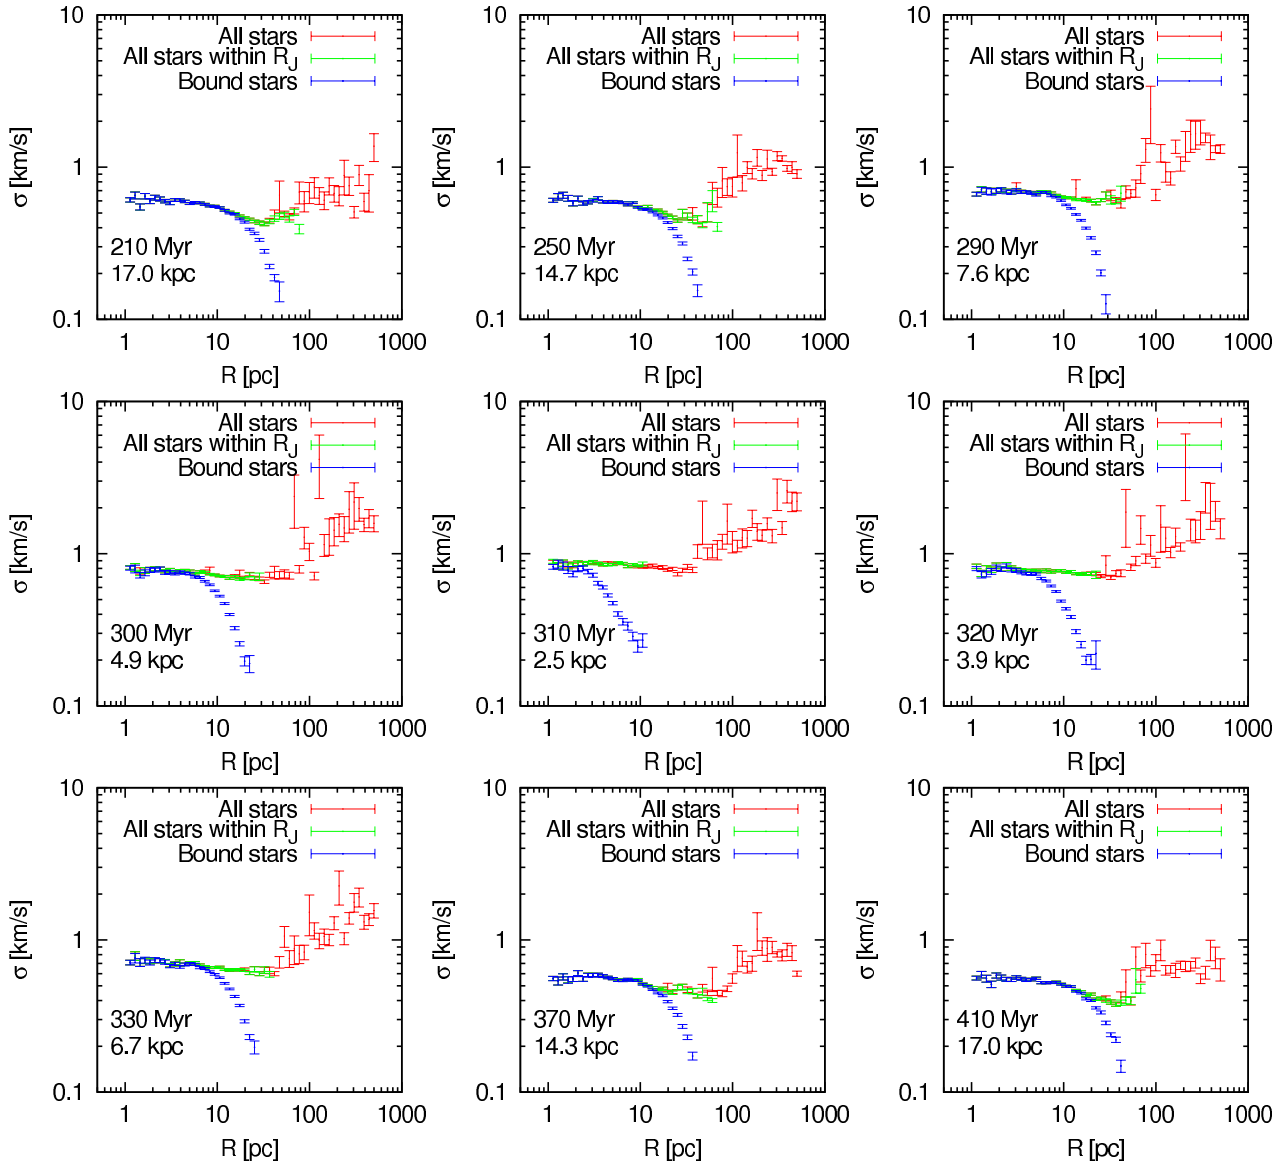 10
1
0.1
σ [km/s]
All stars
All stars within R_J
Bound stars
210 Myr
17.0 kpc
1 10 100 1000
R [pc]
10
1
0.1
σ [km/s]
All stars
All stars within R_J
Bound stars
250 Myr
14.7 kpc
1 10 100 1000
R [pc]
10
1
0.1
σ [km/s]
All stars
All stars within R_J
Bound stars
290 Myr
7.6 kpc
1 10 100 1000
R [pc]
10
1
0.1
σ [km/s]
All stars
All stars within R_J
Bound stars
300 Myr
4.9 kpc
1 10 100 1000
R [pc]
10
1
0.1
σ [km/s]
All stars
All stars within R_J
Bound stars
310 Myr
2.5 kpc
1 10 100 1000
R [pc]
10
1
0.1
σ [km/s]
All stars
All stars within R_J
Bound stars
320 Myr
3.9 kpc
1 10 100 1000
R [pc]
10
1
0.1
σ [km/s]
All stars
All stars within R_J
Bound stars
330 Myr
6.7 kpc
1 10 100 1000
R [pc]
10
1
0.1
σ [km/s]
All stars
All stars within R_J
Bound stars
370 Myr
14.3 kpc
1 10 100 1000
R [pc]
10
1
0.1
σ [km/s]
All stars
All stars within R_J
Bound stars
410 Myr
17.0 kpc
1 10 100 1000
R [pc]